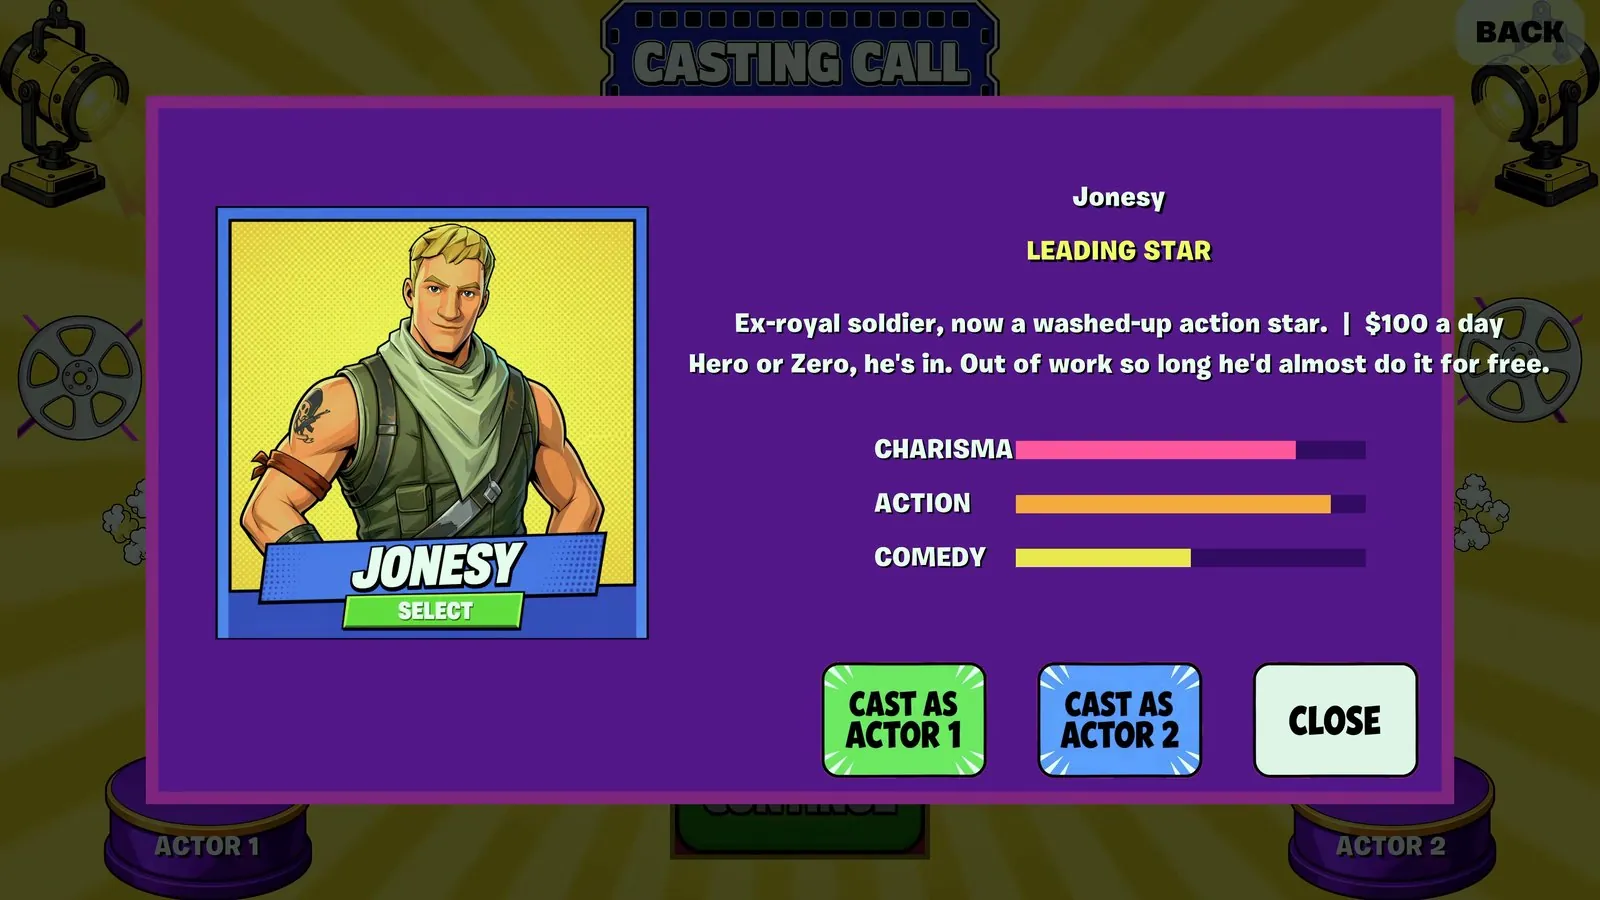 CASTING CALL
BACK
Jonesy
LEADING STAR
Ex-royal soldier, now a washed-up action star. | $100 a day
Hero or Zero, he's in. Out of work so long he'd almost do it for free.
CHARISMA
ACTION
COMEDY
JONESY
SELECT
CAST AS
ACTOR 1
CAST AS
ACTOR 2
CLOSE
CONTINUE
ACTOR 1
ACTOR 2